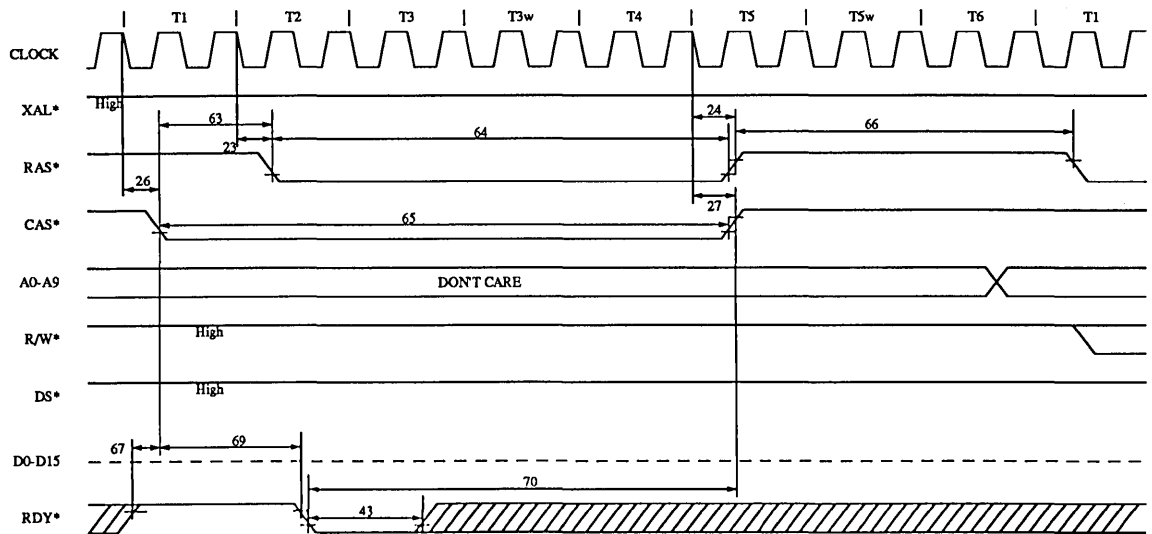 T1 T2 T3 T3w T4 T5 T5w T6 T1
CLOCK
XAL* High
63 24
64 66
23
RAS*
26
27
CAS* 65
A0-A9 DON'T CARE
R/W* High
DS* High
67 69
D0-D15
70
RDY* 43